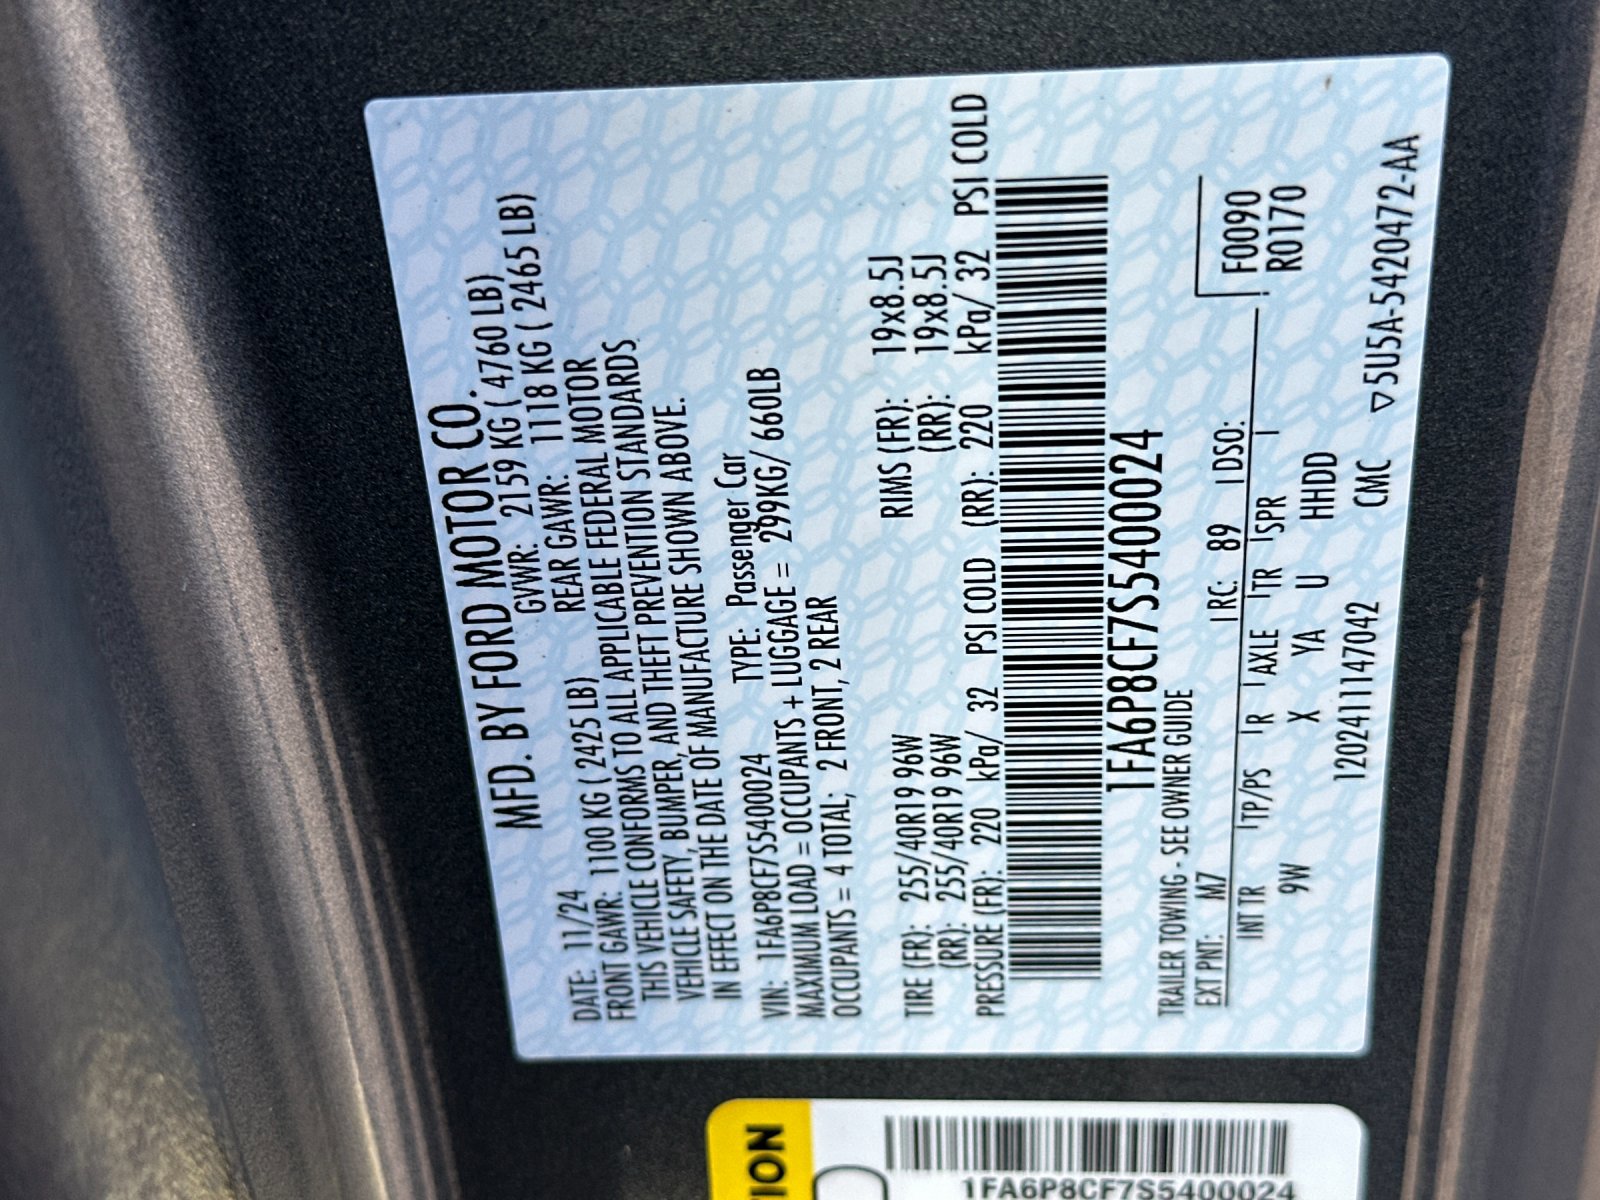 MFD. BY FORD MOTOR CO.
DATE: 11/24 GVWR: 2159 KG ( 4760 LB)
FRONT GAWR: 1100 KG ( 2425 LB) REAR GAWR: 1118 KG ( 2465 LB)
THIS VEHICLE CONFORMS TO ALL APPLICABLE FEDERAL MOTOR
VEHICLE SAFETY, BUMPER, AND THEFT PREVENTION STANDARDS
IN EFFECT ON THE DATE OF MANUFACTURE SHOWN ABOVE.
VIN: 1FA6P8CF7S5400024 TYPE: Passenger Car
MAXIMUM LOAD = OCCUPANTS + LUGGAGE = 299KG/ 660LB
OCCUPANTS = 4 TOTAL; 2 FRONT, 2 REAR
TIRE (FR): 255/40R19 96W RIMS (FR): 19x8.5J
(RR): 255/40R19 96W (RR): 19x8.5J
PRESSURE (FR): 220 kPa/ 32 PSI COLD (RR): 220 kPa/ 32 PSI COLD
1FA6P8CF7S5400024
TRAILER TOWING - SEE OWNER GUIDE
EXT PNT: M7 RC: 89 DSO: F0090
INT TR TP/PS R AXLE TR SPR R0170
9W X YA U HHDD
1202411147042 CMC ▽5U5A-5420472-AA
TION
1FA6P8CF7S5400024